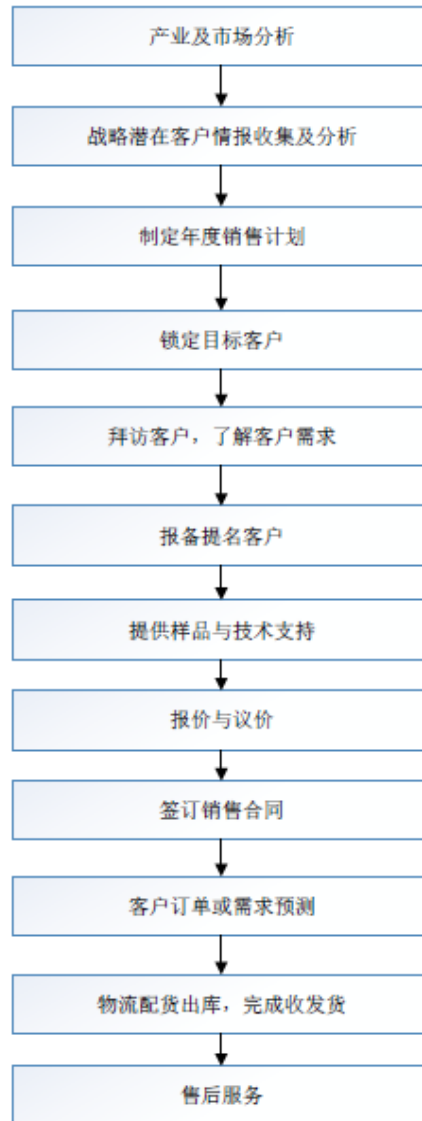 产业及市场分析
战略潜在客户情报收集及分析
制定年度销售计划
锁定目标客户
拜访客户，了解客户需求
报备提名客户
提供样品与技术支持
报价与议价
签订销售合同
客户订单或需求预测
物流配货出库，完成收发货
售后服务